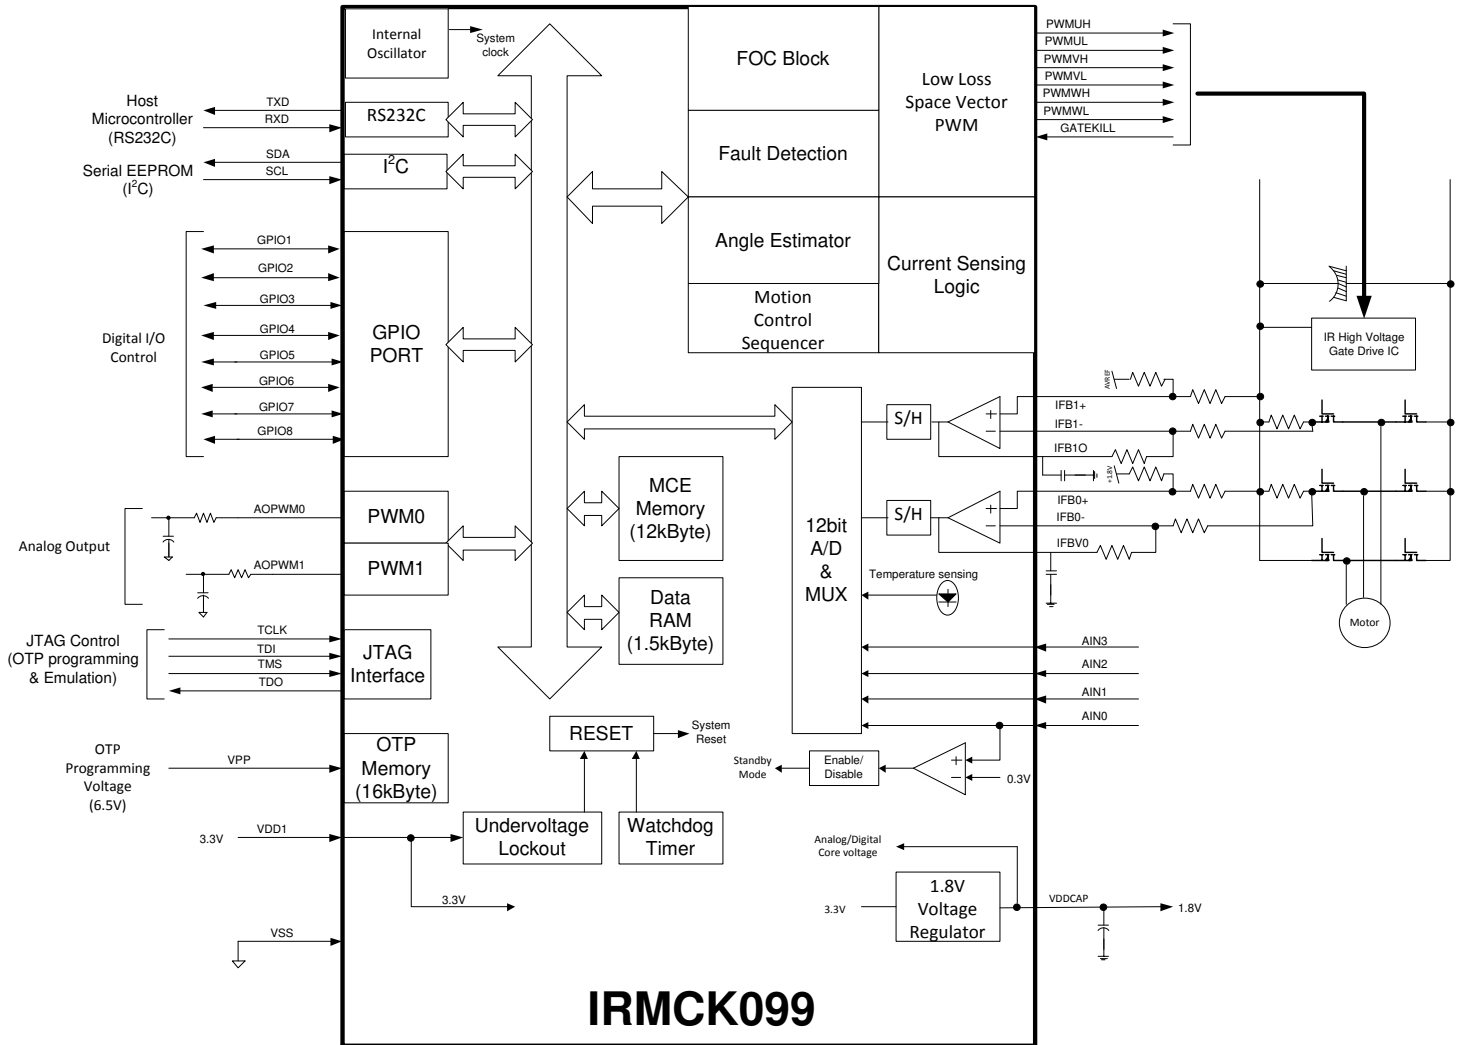 Internal
Oscillator
System
clock
FOC Block
Low Loss
Space Vector
PWM
Fault Detection
Angle Estimator
Current Sensing
Logic
Motion
Control
Sequencer
PWMUH
PWMUL
PWMVH
PWMVL
PWMWH
PWMWL
GATEKILL
Host
Microcontroller
(RS232C)
TXD
RXD
RS232C
Serial EEPROM
(I²C)
SDA
SCL
I²C
Digital I/O
Control
GPIO1
GPIO2
GPIO3
GPIO4
GPIO5
GPIO6
GPIO7
GPIO8
GPIO
PORT
IR High Voltage
Gate Drive IC
AVREF
IFB1+
IFB1-
IFB1O
+1.8V
IFB0+
IFB0-
IFBV0
S/H
+
−
S/H
+
−
12bit
A/D
&
MUX
MCE
Memory
(12kByte)
Data
RAM
(1.5kByte)
Temperature sensing
Motor
Analog Output
AOPWM0
AOPWM1
PWM0
PWM1
JTAG Control
(OTP programming
& Emulation)
TCLK
TDI
TMS
TDO
JTAG
Interface
AIN3
AIN2
AIN1
AIN0
RESET
System
Reset
OTP
Programming
Voltage
(6.5V)
VPP
OTP
Memory
(16kByte)
Standby
Mode
Enable/
Disable
+
−
0.3V
3.3V
VDD1
Undervoltage
Lockout
Watchdog
Timer
3.3V
Analog/Digital
Core voltage
3.3V
1.8V
Voltage
Regulator
VDDCAP
1.8V
VSS
IRMCK099